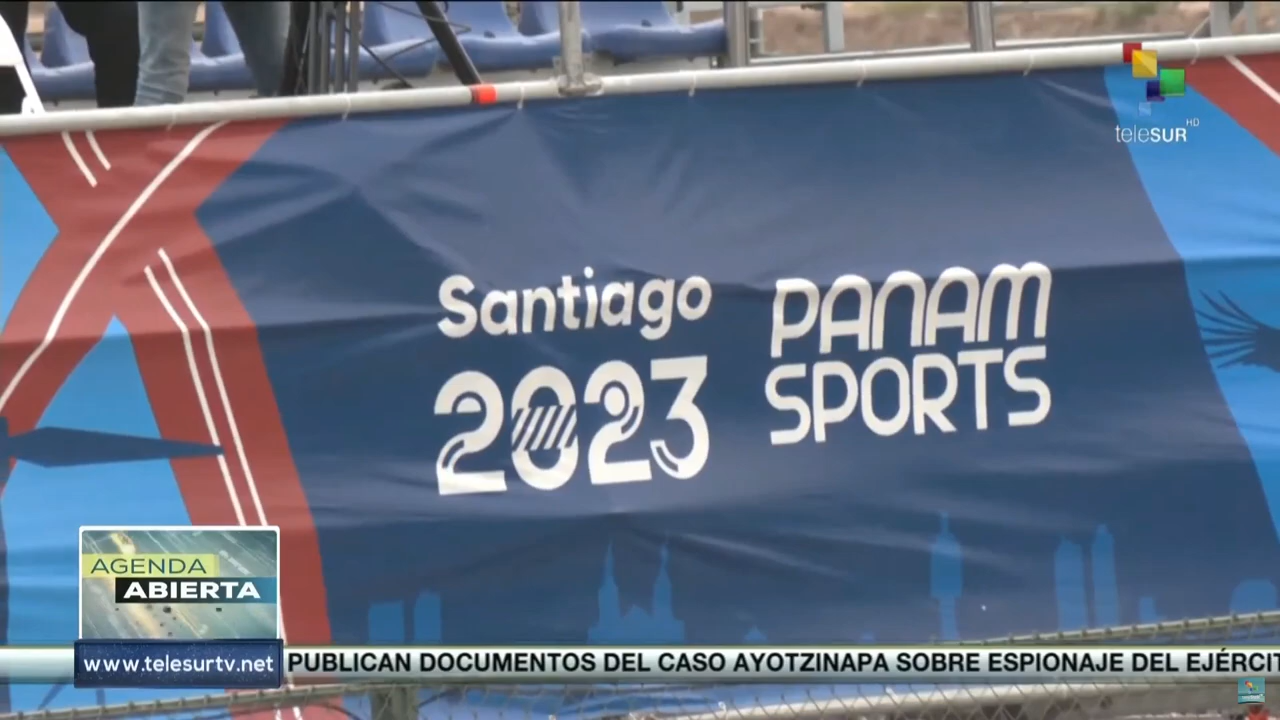 teleSUR HD
Santiago
2023
PANAM
SPORTS
AGENDA
ABIERTA
www.telesurtv.net
PUBLICAN DOCUMENTOS DEL CASO AYOTZINAPA SOBRE ESPIONAJE DEL EJÉRCIT